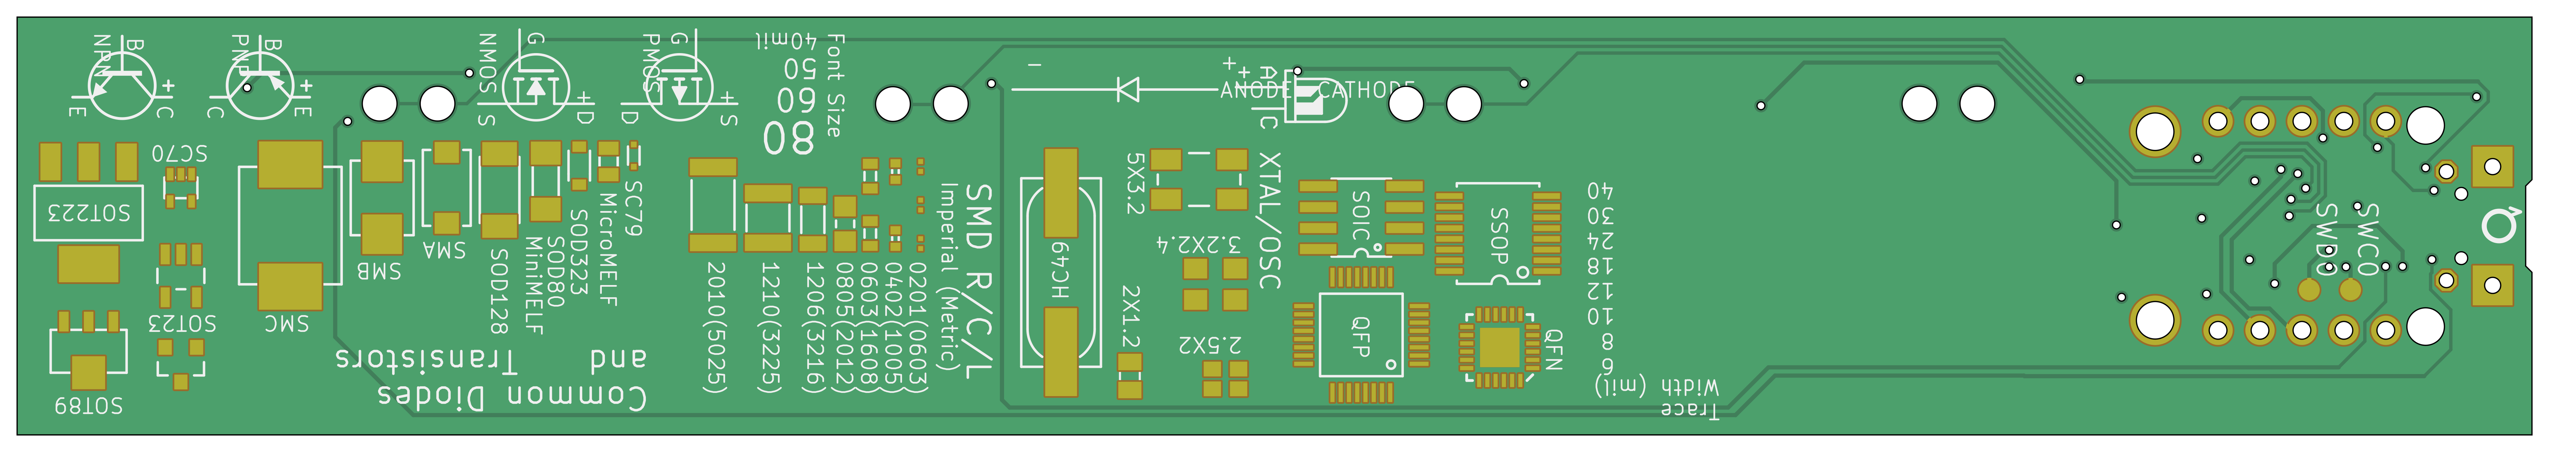 NPN
B
+
E
C
PNP
B
+
C
E
NMOS
G
S
+D
PMOS
G
D
+S
Font Size
40mil
50
60
80
-
+
ANODE
CATHODE
+
A
C
SC70
SOT223
SOT23
SOT89
SMC
SMB
SMA
SOD128
MiniMELF
SOD80
SOD323
MicroMELF
SC79
Common Diodes
and Transistors
2010(5025)
1210(3225)
1206(3216)
0805(2012)
0603(1608)
0402(1005)
0201(0603)
Imperial (Metric)
SMD R/C/L
HC49
5X3.2
3.2X2.4
2X1.2
2.5X2
XTAL/OSC
SOIC
SSOP
QFP
QFN
40
30
24
18
12
10
8
6
Trace
Width (mil)
SWD0
SWC0